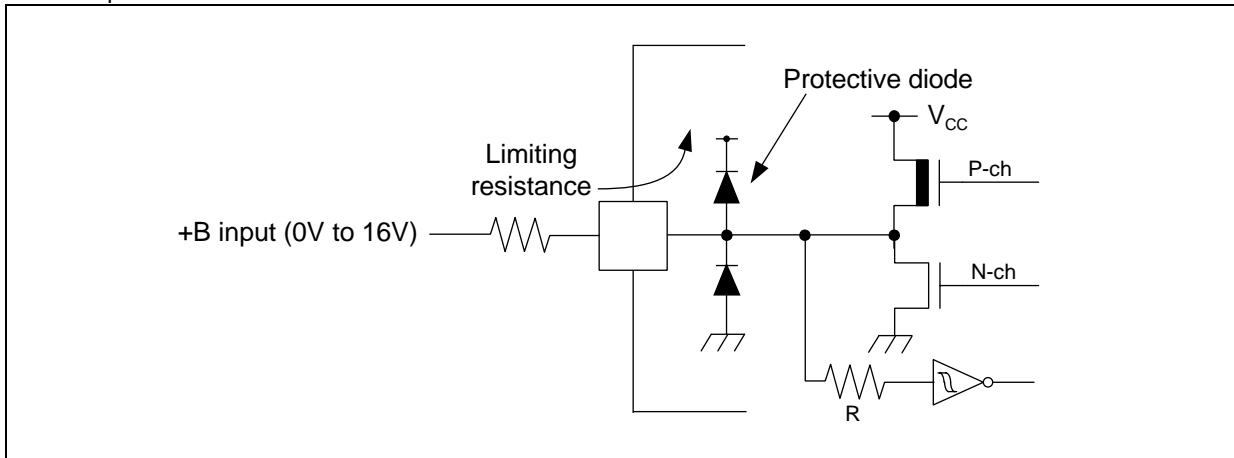 Protective diode
V_CC
Limiting
resistance
P-ch
+B input (0V to 16V)
N-ch
R